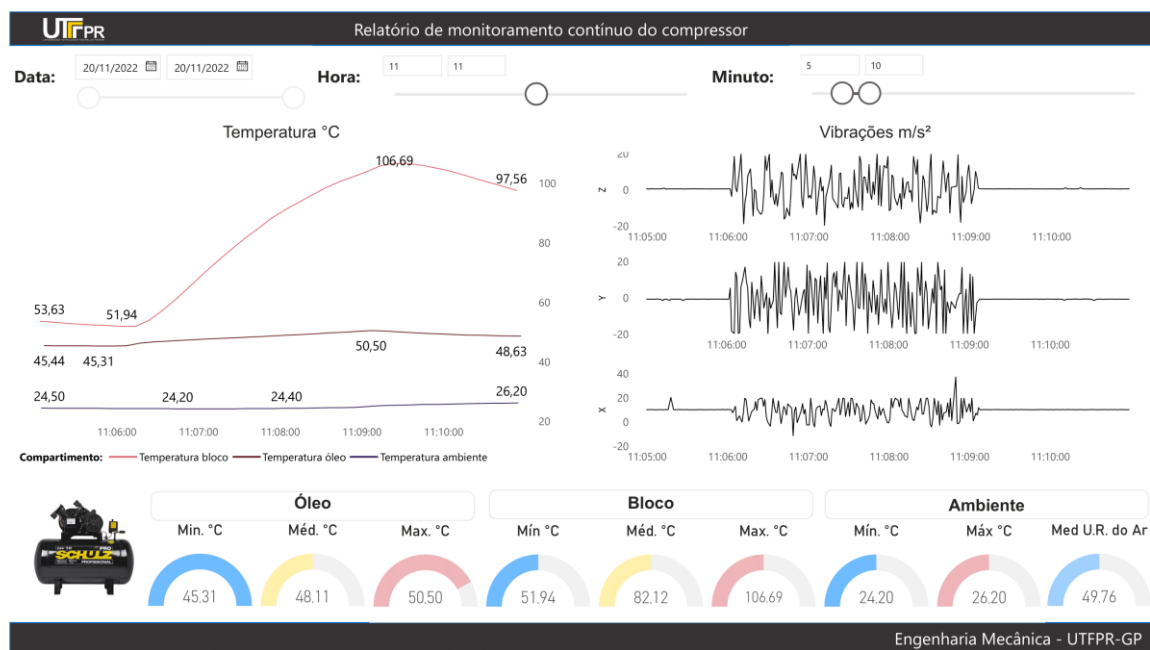 UTFPR
Relatório de monitoramento contínuo do compressor
Data:
20/11/2022
20/11/2022
Hora:
11
11
Minuto:
5
10
Temperatura °C
106,69
97,56
100
80
53,63
51,94
60
45,44
45,31
50,50
48,63
40
24,50
24,20
24,40
26,20
20
11:06:00
11:07:00
11:08:00
11:09:00
11:10:00
Compartimento:
Temperatura bloco
Temperatura óleo
Temperatura ambiente
Vibrações m/s²
20
Z
0
-20
11:05:00
11:06:00
11:07:00
11:08:00
11:09:00
11:10:00
20
Y
0
-20
11:06:00
11:07:00
11:08:00
11:09:00
11:10:00
40
20
X
0
-20
11:05:00
11:06:00
11:07:00
11:08:00
11:09:00
11:10:00
PRO
SCHULZ
PROFISSIONAL
Óleo
Min. °C
Méd. °C
Max. °C
45.31
48.11
50.50
Bloco
Mín °C
Méd. °C
Max. °C
51.94
82.12
106.69
Ambiente
Mín. °C
Máx °C
Med U.R. do Ar
24.20
26.20
49.76
Engenharia Mecânica - UTFPR-GP